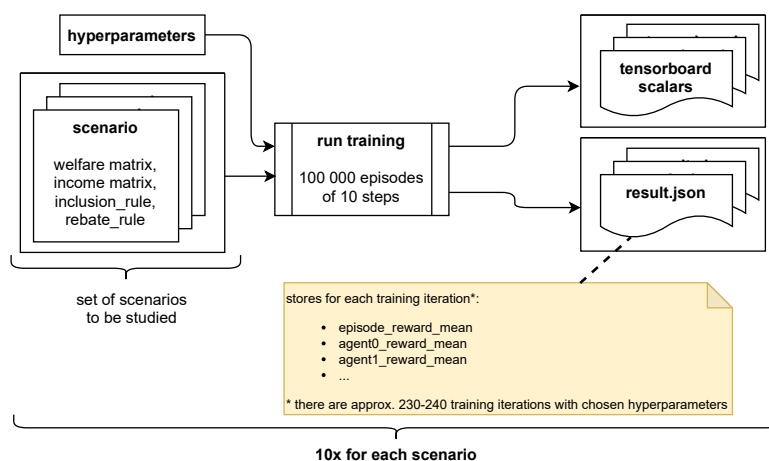 hyperparameters
scenario
welfare matrix,
income matrix,
inclusion_rule,
rebate_rule
set of scenarios
to be studied
run training
100 000 episodes
of 10 steps
tensorboard
scalars
result.json
stores for each training iteration*:
• episode_reward_mean
• agent0_reward_mean
• agent1_reward_mean
• ...
* there are approx. 230-240 training iterations with chosen hyperparameters
10x for each scenario